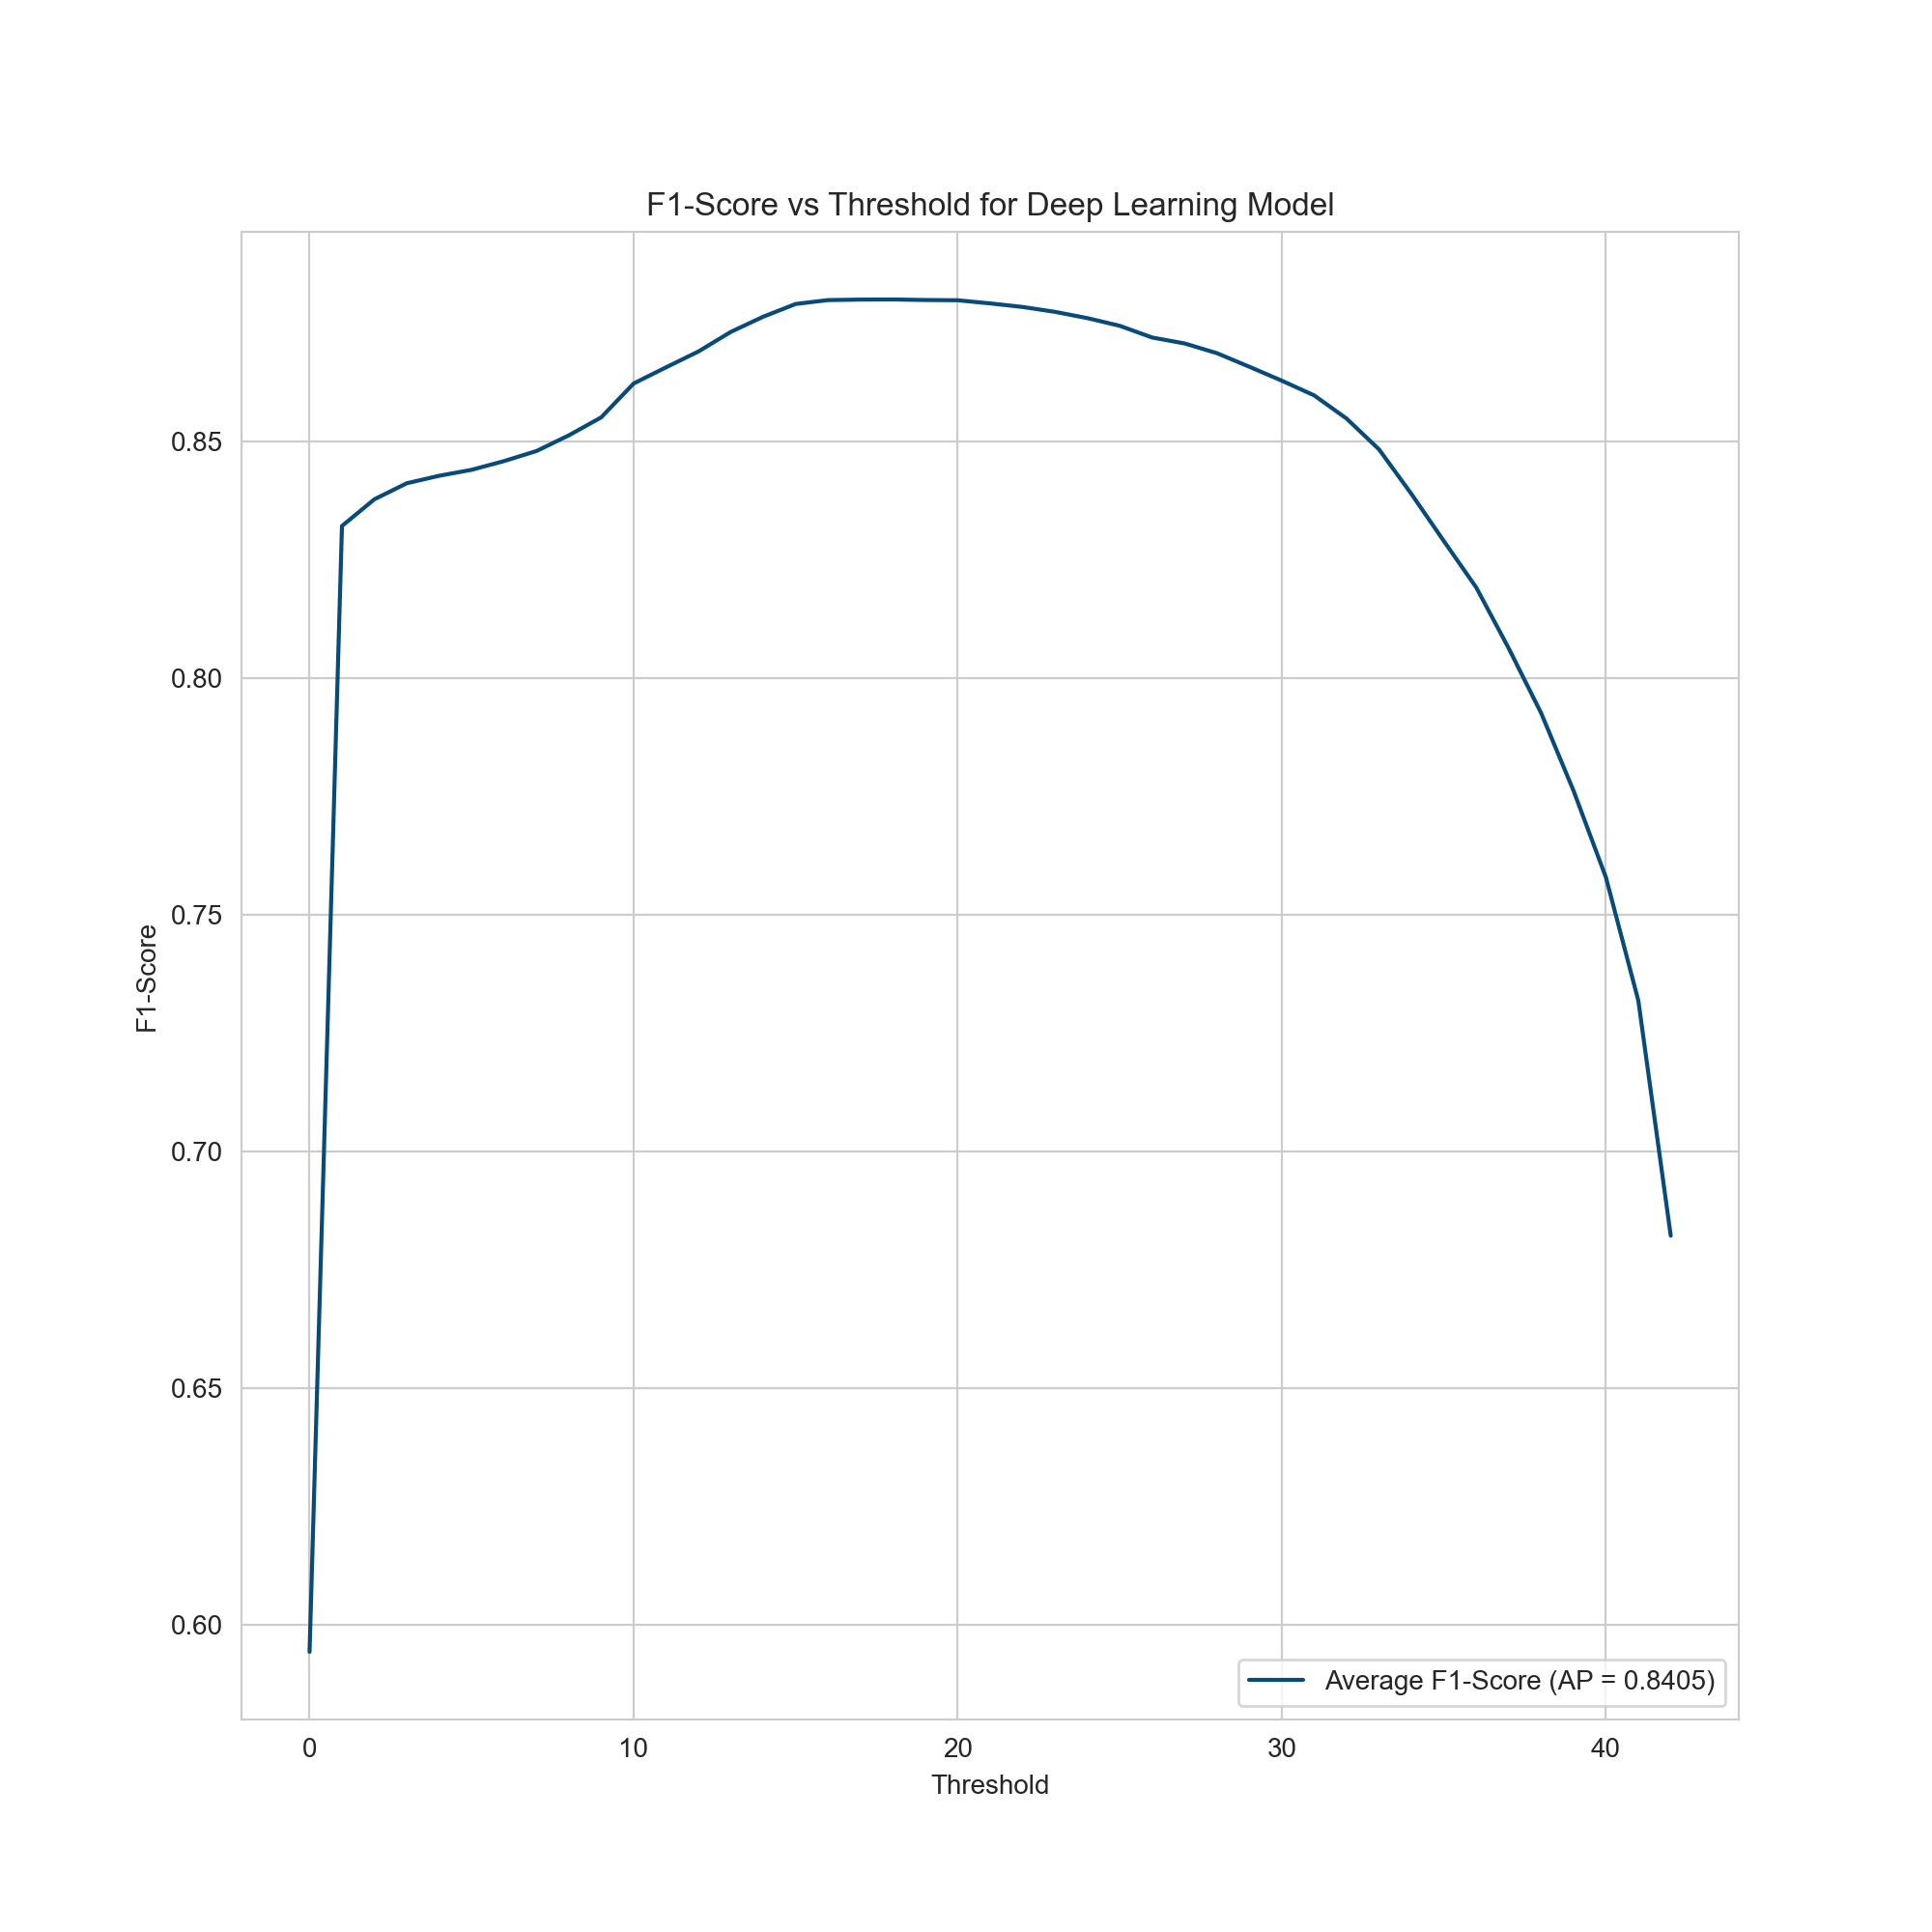 F1-Score vs Threshold for Deep Learning Model
0.85
0.80
0.75
0.70
0.65
0.60
F1-Score
Average F1-Score (AP = 0.8405)
0 10 20 30 40
Threshold